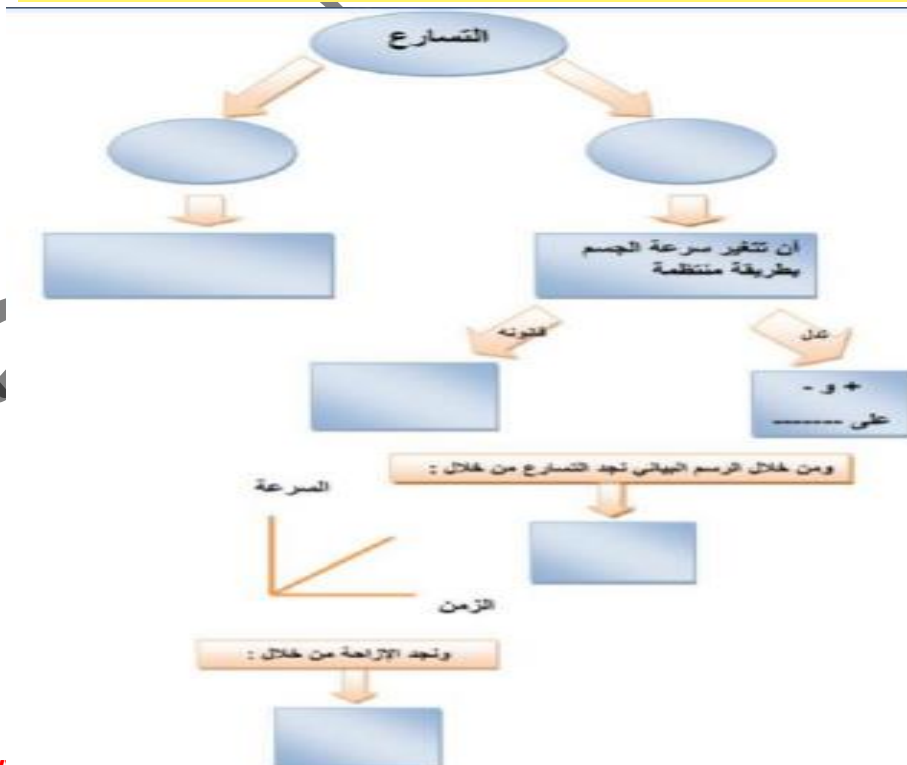 التسارع
أن تتغير سرعة الجسم
بطريقة منتظمة
تدل
قانونه
+ و -
على -------
ومن خلال الرسم البياني نجد التسارع من خلال :
السرعة
الزمن
ونجد الإزاحة من خلال :